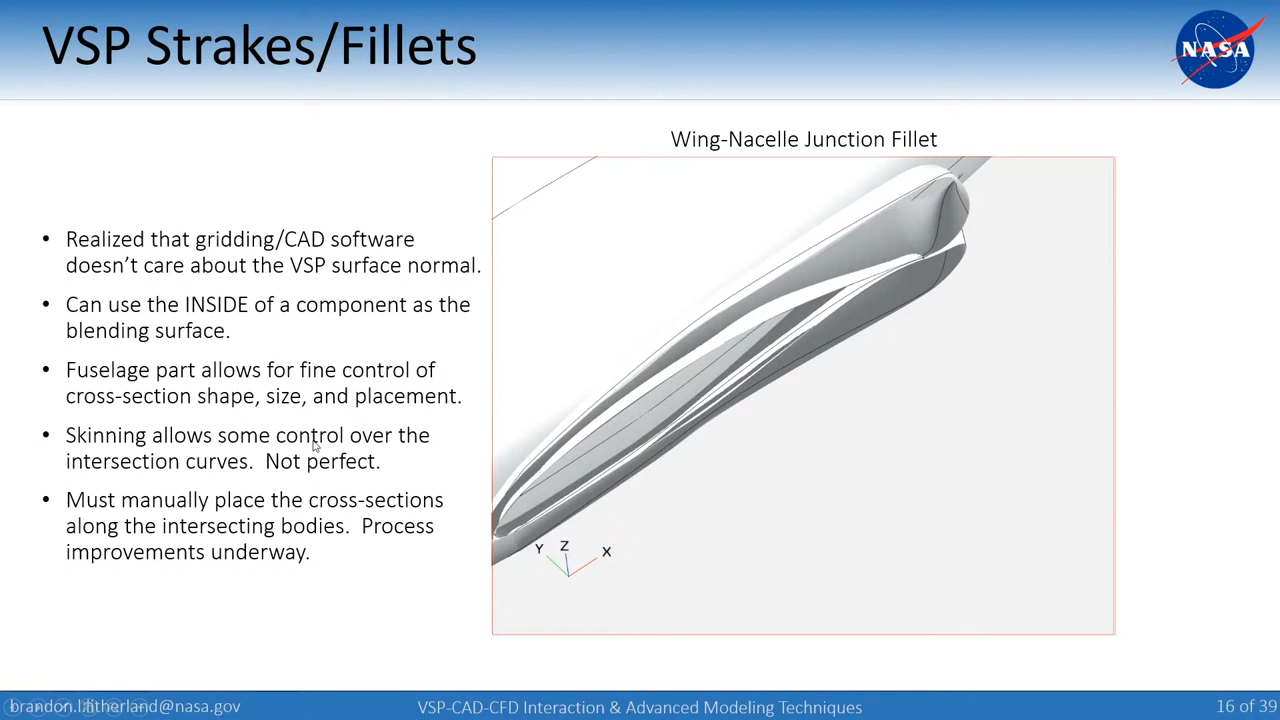 VSP Strakes/Fillets
NASA
Wing-Nacelle Junction Fillet
• Realized that gridding/CAD software
doesn't care about the VSP surface normal.
• Can use the INSIDE of a component as the
blending surface.
• Fuselage part allows for fine control of
cross-section shape, size, and placement.
• Skinning allows some control over the
intersection curves.  Not perfect.
• Must manually place the cross-sections
along the intersecting bodies.  Process
improvements underway.
Y Z X
VSP-CAD-CFD Interaction & Advanced Modeling Techniques
16 of 39